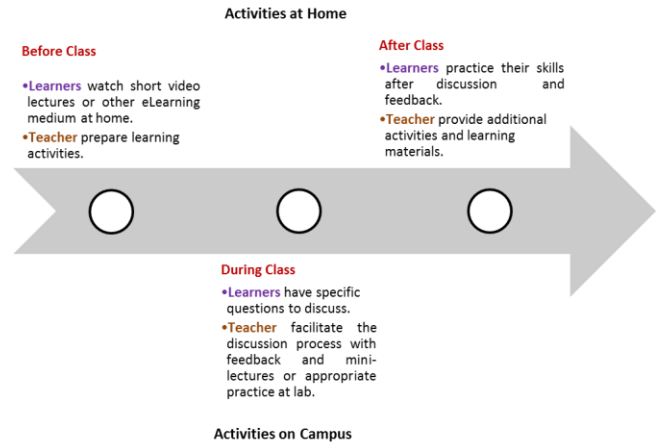 Activities at Home
Before Class
•Learners watch short video
lectures or other eLearning
medium at home.
•Teacher prepare learning
activities.
After Class
•Learners practice their skills
after discussion and
feedback.
•Teacher provide additional
activities and learning
materials.
During Class
•Learners have specific
questions to discuss.
•Teacher facilitate the
discussion process with
feedback and mini-
lectures or appropriate
practice at lab.
Activities on Campus